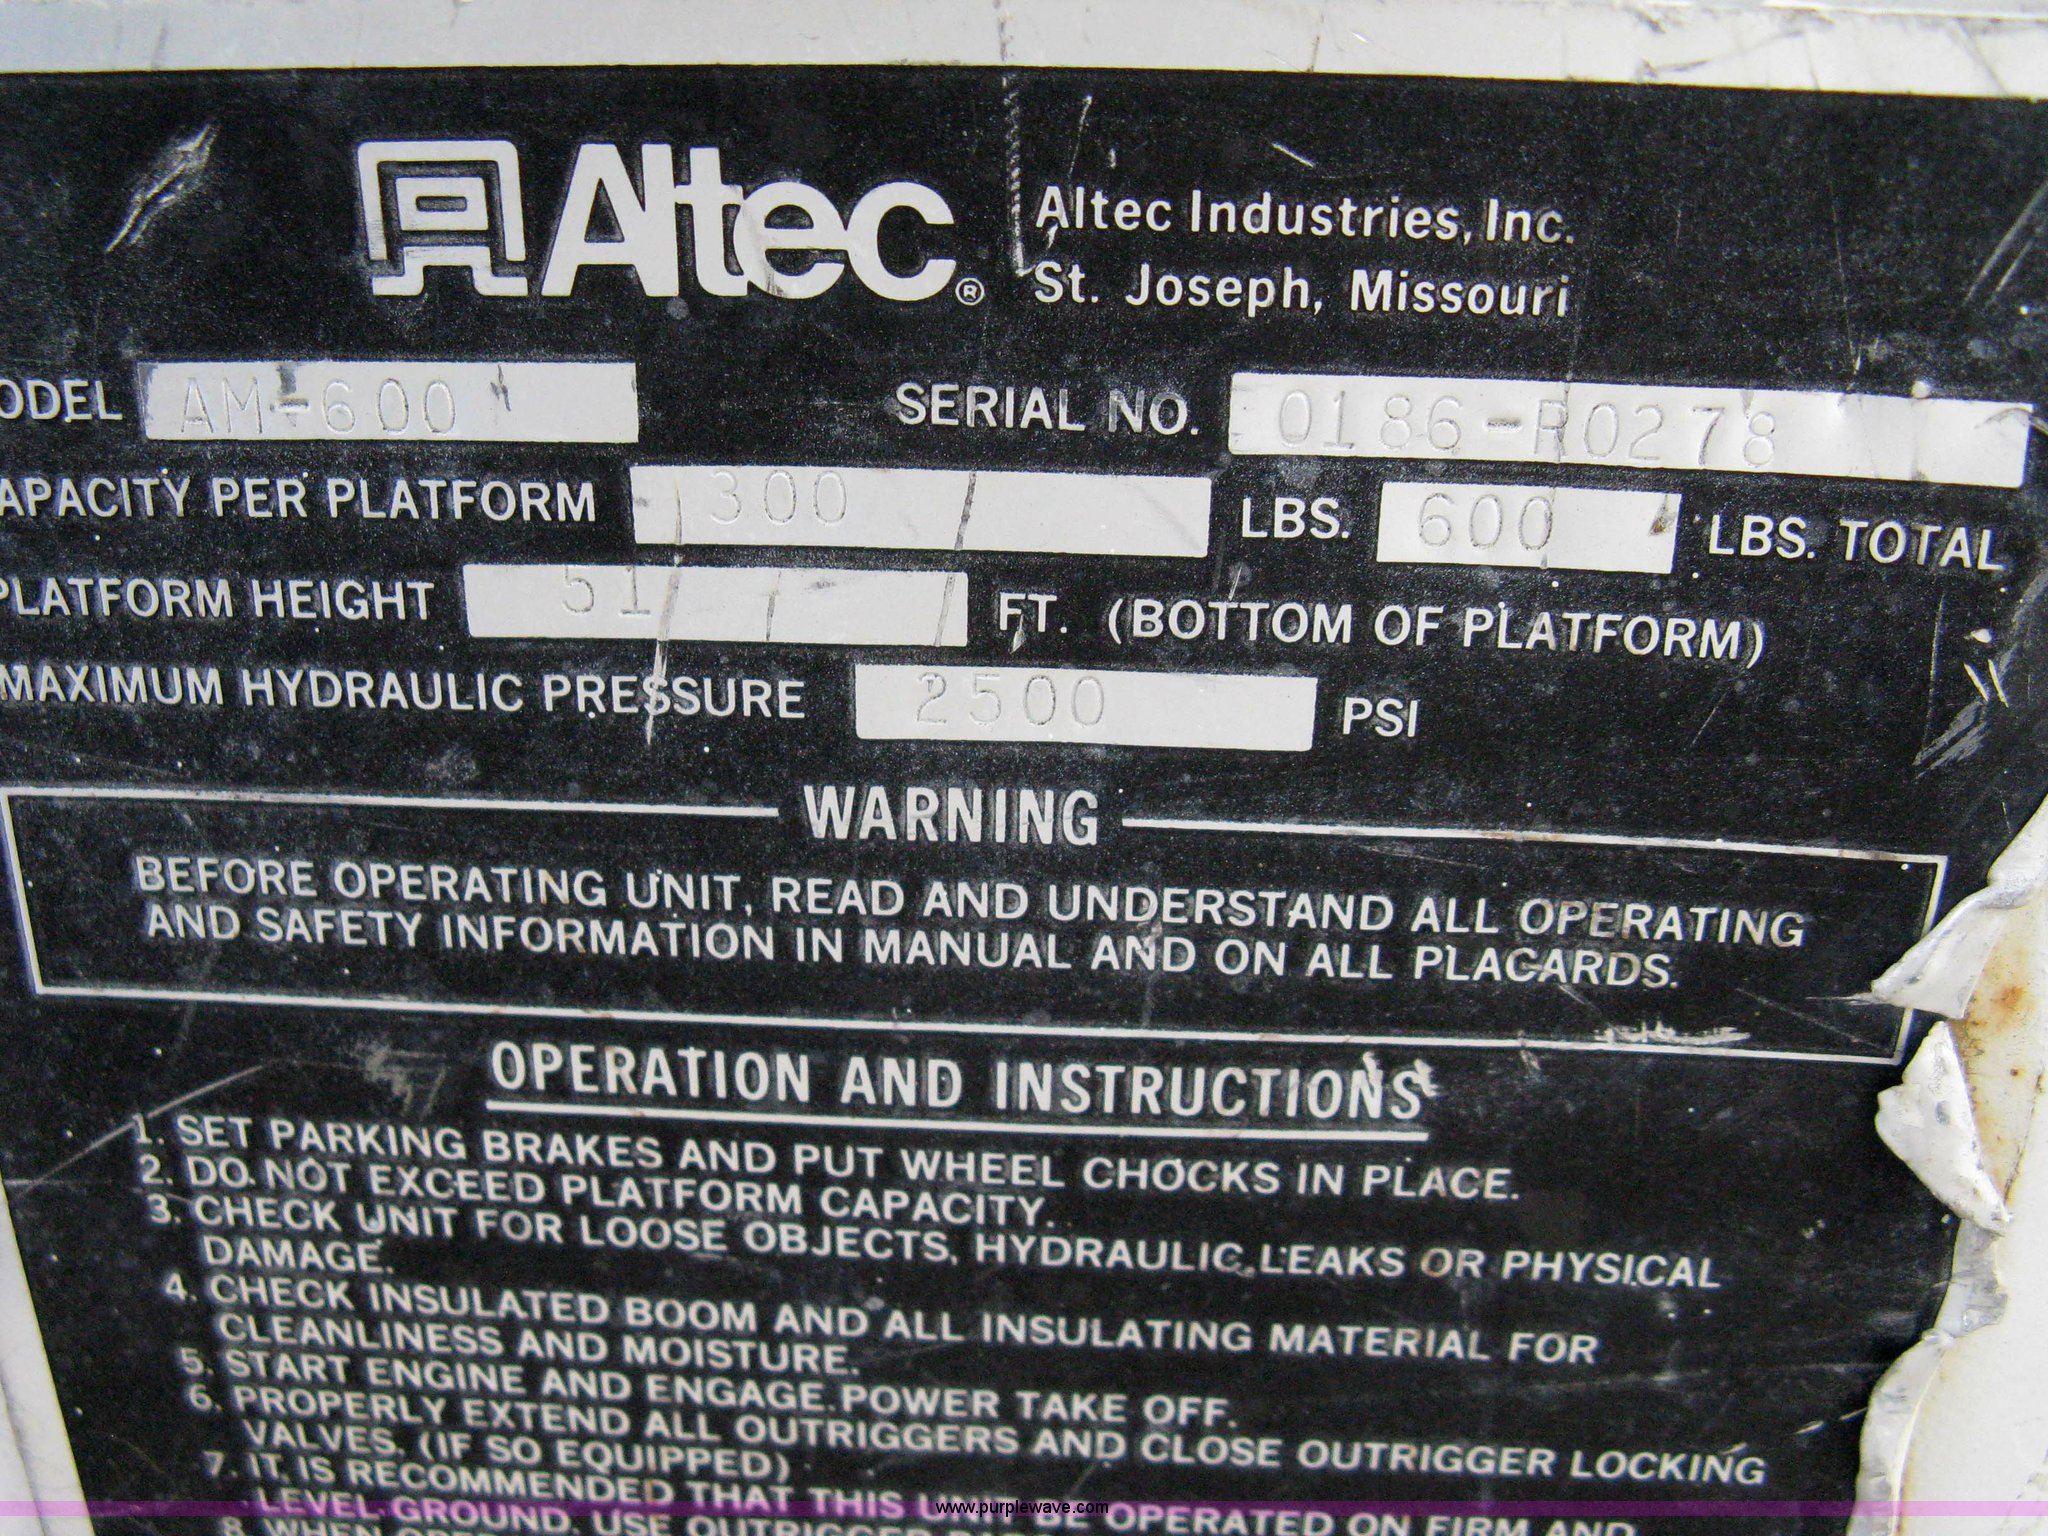 Altec®
Altec Industries, Inc.
St. Joseph, Missouri
ODEL AM-600 SERIAL NO. 0186-R0278
APACITY PER PLATFORM 300 LBS. 600 LBS. TOTAL
PLATFORM HEIGHT 51 FT. (BOTTOM OF PLATFORM)
MAXIMUM HYDRAULIC PRESSURE 2500 PSI
WARNING
BEFORE OPERATING UNIT, READ AND UNDERSTAND ALL OPERATING
AND SAFETY INFORMATION IN MANUAL AND ON ALL PLACARDS.
OPERATION AND INSTRUCTIONS
1. SET PARKING BRAKES AND PUT WHEEL CHOCKS IN PLACE.
2. DO NOT EXCEED PLATFORM CAPACITY.
3. CHECK UNIT FOR LOOSE OBJECTS, HYDRAULIC LEAKS OR PHYSICAL
DAMAGE.
4. CHECK INSULATED BOOM AND ALL INSULATING MATERIAL FOR
CLEANLINESS AND MOISTURE.
5. START ENGINE AND ENGAGE POWER TAKE OFF.
6. PROPERLY EXTEND ALL OUTRIGGERS AND CLOSE OUTRIGGER LOCKING
VALVES. (IF SO EQUIPPED)
7. IT IS RECOMMENDED THAT THIS UNIT BE OPERATED ON FIRM AND
LEVEL GROUND. USE OUTRIGGER
8. WHEN
www.purplewave.com